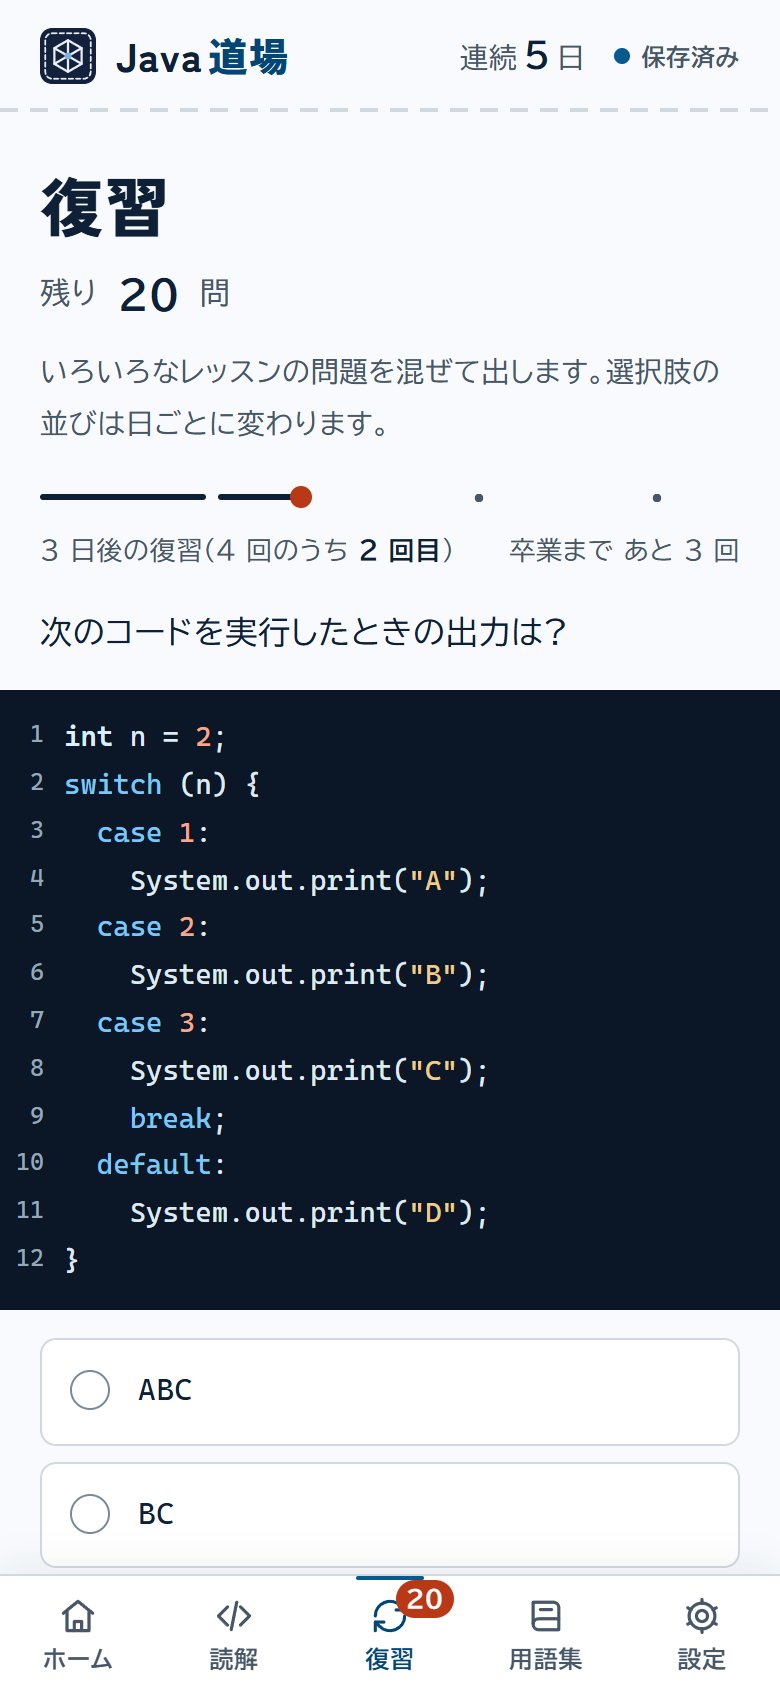 Java 道場
連続 5 日 保存済み
復習
残り 20 問
いろいろなレッスンの問題を混ぜて出します。選択肢の
並びは日ごとに変わります。
3 日後の復習(4 回のうち 2 回目) 卒業まで あと 3 回
次のコードを実行したときの出力は?
1 int n = 2;
2 switch (n) {
3   case 1:
4     System.out.print("A");
5   case 2:
6     System.out.print("B");
7   case 3:
8     System.out.print("C");
9     break;
10   default:
11     System.out.print("D");
12 }
ABC
BC
20
ホーム 読解 復習 用語集 設定